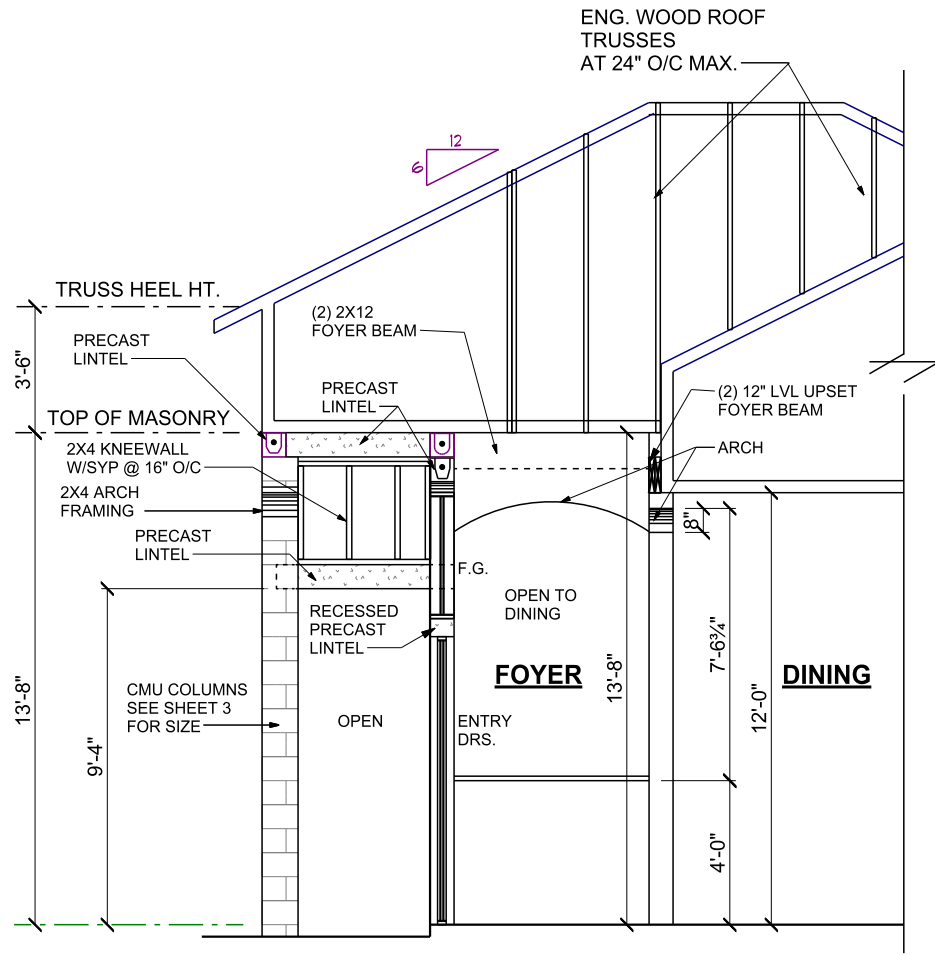 ENG. WOOD ROOF
TRUSSES
AT 24" O/C MAX.
12
6
TRUSS HEEL HT.
(2) 2X12
FOYER BEAM
PRECAST
LINTEL
3'-6"
PRECAST
LINTEL
(2) 12" LVL UPSET
FOYER BEAM
TOP OF MASONRY
2X4 KNEEWALL
W/SYP @ 16" O/C
ARCH
2X4 ARCH
FRAMING
8"
PRECAST
LINTEL
F.G.
RECESSED
PRECAST
LINTEL
OPEN TO
DINING
7'-6¾"
FOYER
DINING
13'-8"
13'-8"
12'-0"
CMU COLUMNS
SEE SHEET 3
FOR SIZE
OPEN
ENTRY
DRS.
9'-4"
4'-0"